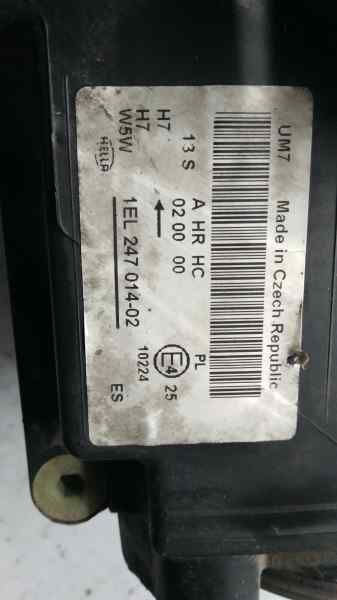 UM7 Made in Czech Republic
13 S A HR HC PL
02 00 00 E4 25
H7
H7
W5W 10224
HELLA 1EL 247 014-02 ES